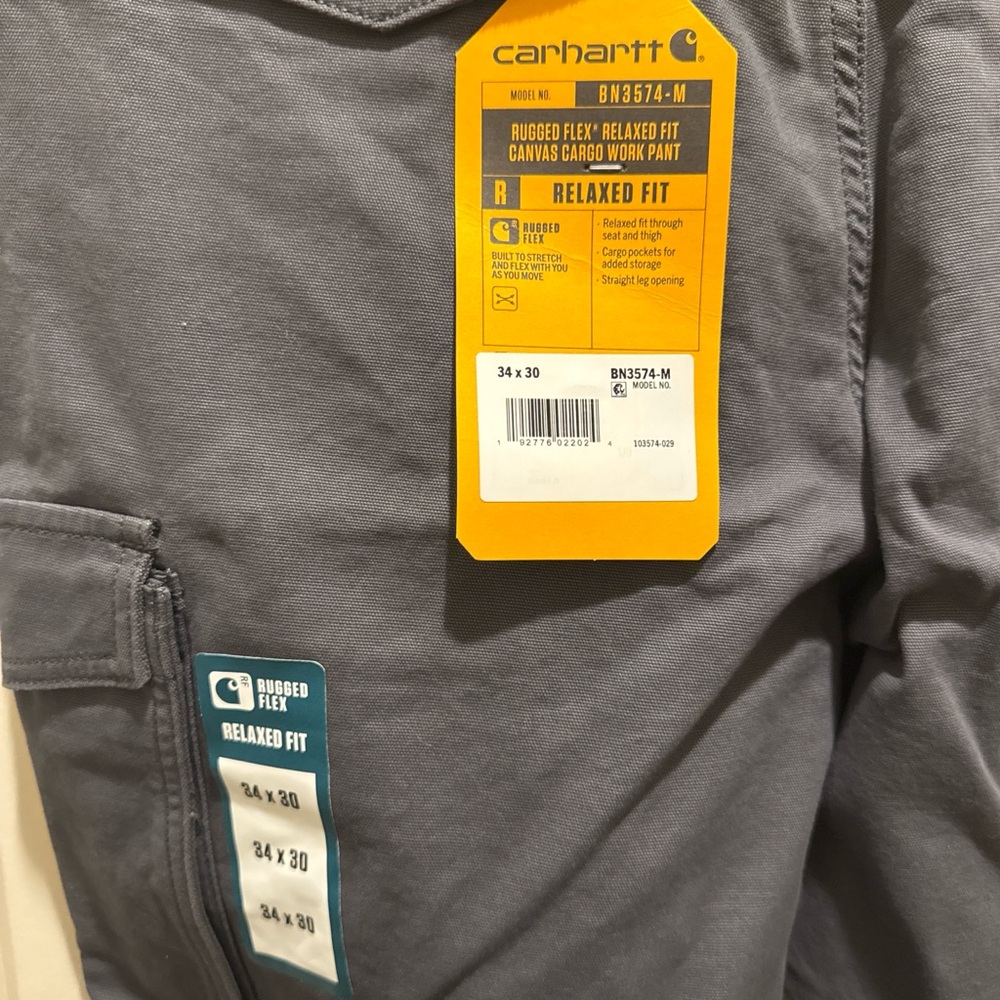 carhartt
MODEL NO. BN3574-M
RUGGED FLEX® RELAXED FIT
CANVAS CARGO WORK PANT
R RELAXED FIT
RUGGED
FLEX
BUILT TO STRETCH
AND FLEX WITH YOU
AS YOU MOVE
· Relaxed fit through
seat and thigh
· Cargo pockets for
added storage
· Straight leg opening
34 x 30
BN3574-M
MODEL NO.
1 92776 02202 4
103574-029
RF
RUGGED
FLEX
RELAXED FIT
34 x 30
34 x 30
34 x 30